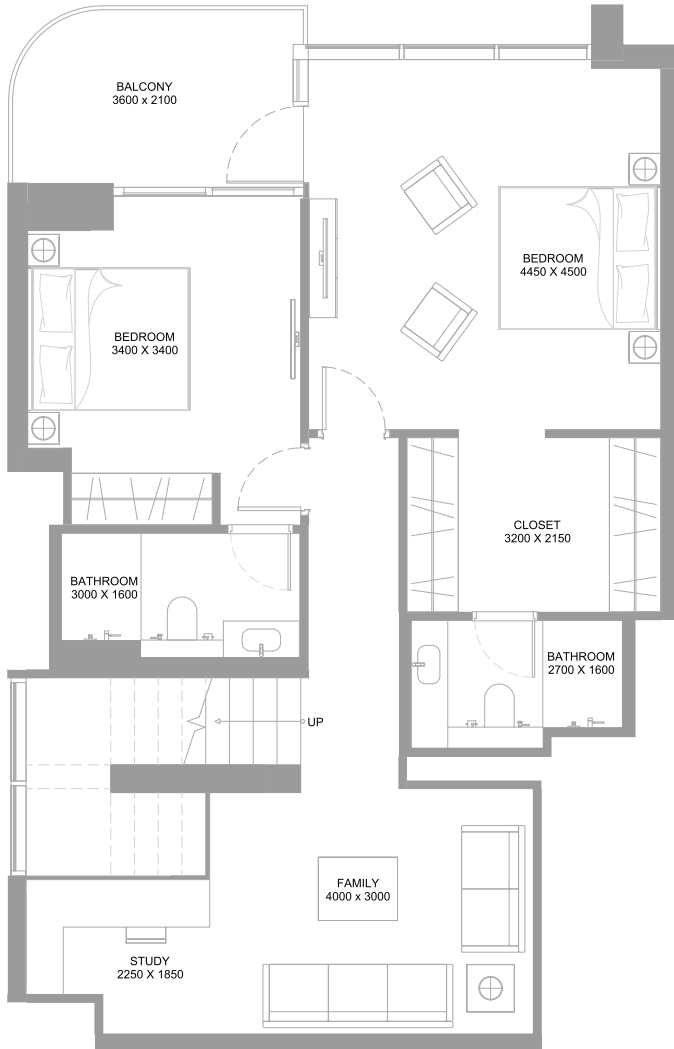 BALCONY
3600 x 2100
BEDROOM
4450 X 4500
BEDROOM
3400 X 3400
CLOSET
3200 X 2150
BATHROOM
3000 X 1600
BATHROOM
2700 X 1600
UP
FAMILY
4000 x 3000
STUDY
2250 X 1850